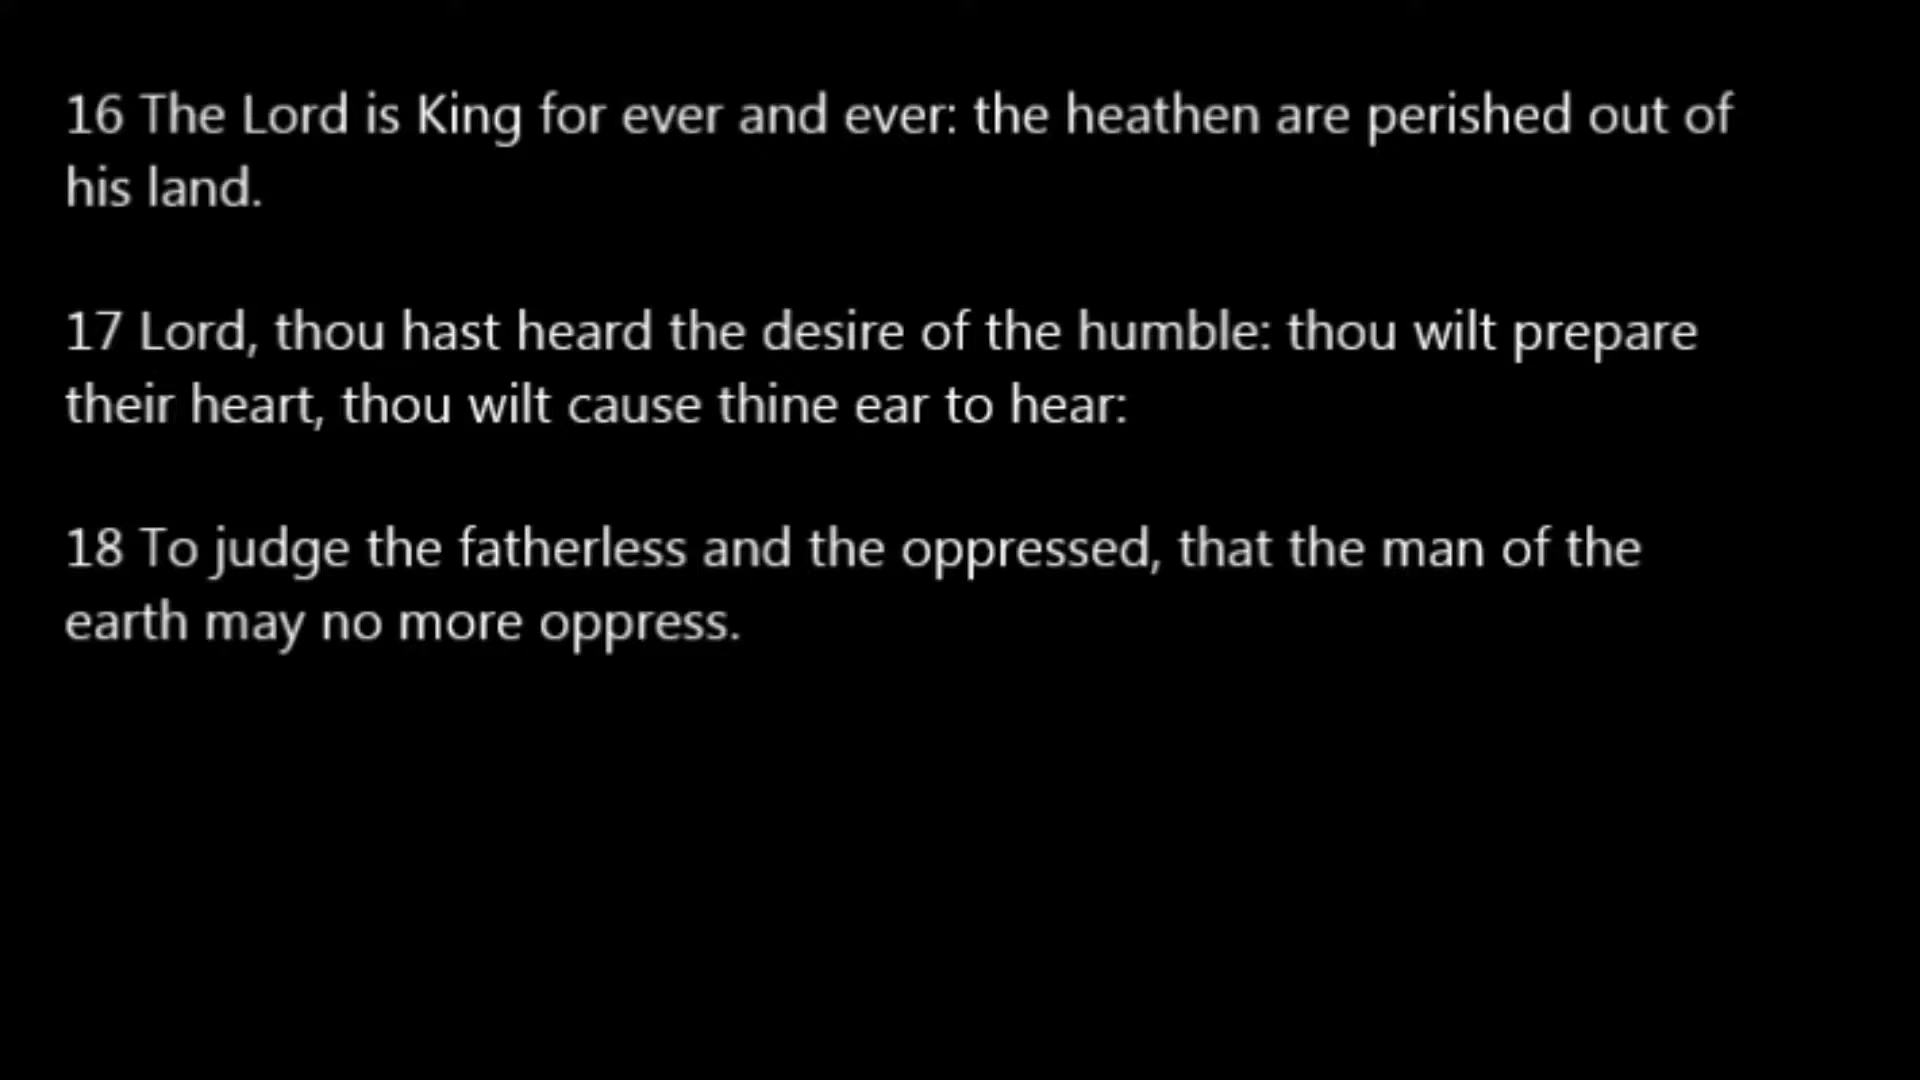 16 The Lord is King for ever and ever: the heathen are perished out of
his land.
17 Lord, thou hast heard the desire of the humble: thou wilt prepare
their heart, thou wilt cause thine ear to hear:
18 To judge the fatherless and the oppressed, that the man of the
earth may no more oppress.